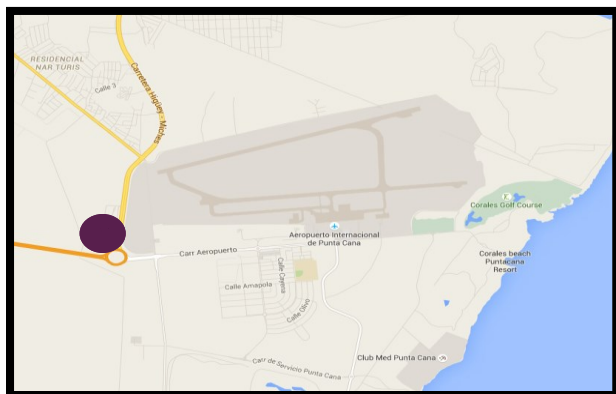 RESIDENCIAL
NAR TURIS
Calle 3
Carretera Higüey - Miches
Corales Golf Course
Aeropuerto Internacional
de Punta Cana
Carr Aeropuerto
Corales beach
Puntacana
Resort
Calle Cayena
Calle Amapola
Calle Olivo
Club Med Punta Cana
Carr de Servicio Punta Cana